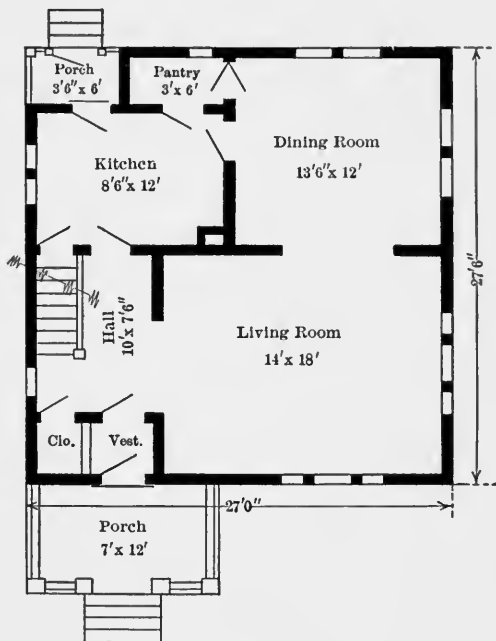 Porch
3'6" x 6'
Pantry
3' x 6'
Kitchen
8'6" x 12'
Dining Room
13'6" x 12'
27'6"
Hall
10' x 7'6"
Living Room
14' x 18'
Clo.
Vest.
27'0"
Porch
7' x 12'